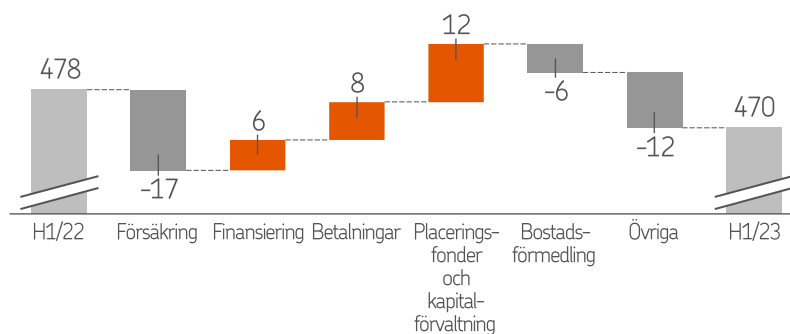 478
-17
6
8
12
-6
-12
470
H1/22
Försäkring
Finansiering
Betalningar
Placerings-
fonder
och
kapital-
förvaltning
Bostads-
förmedling
Övriga
H1/23